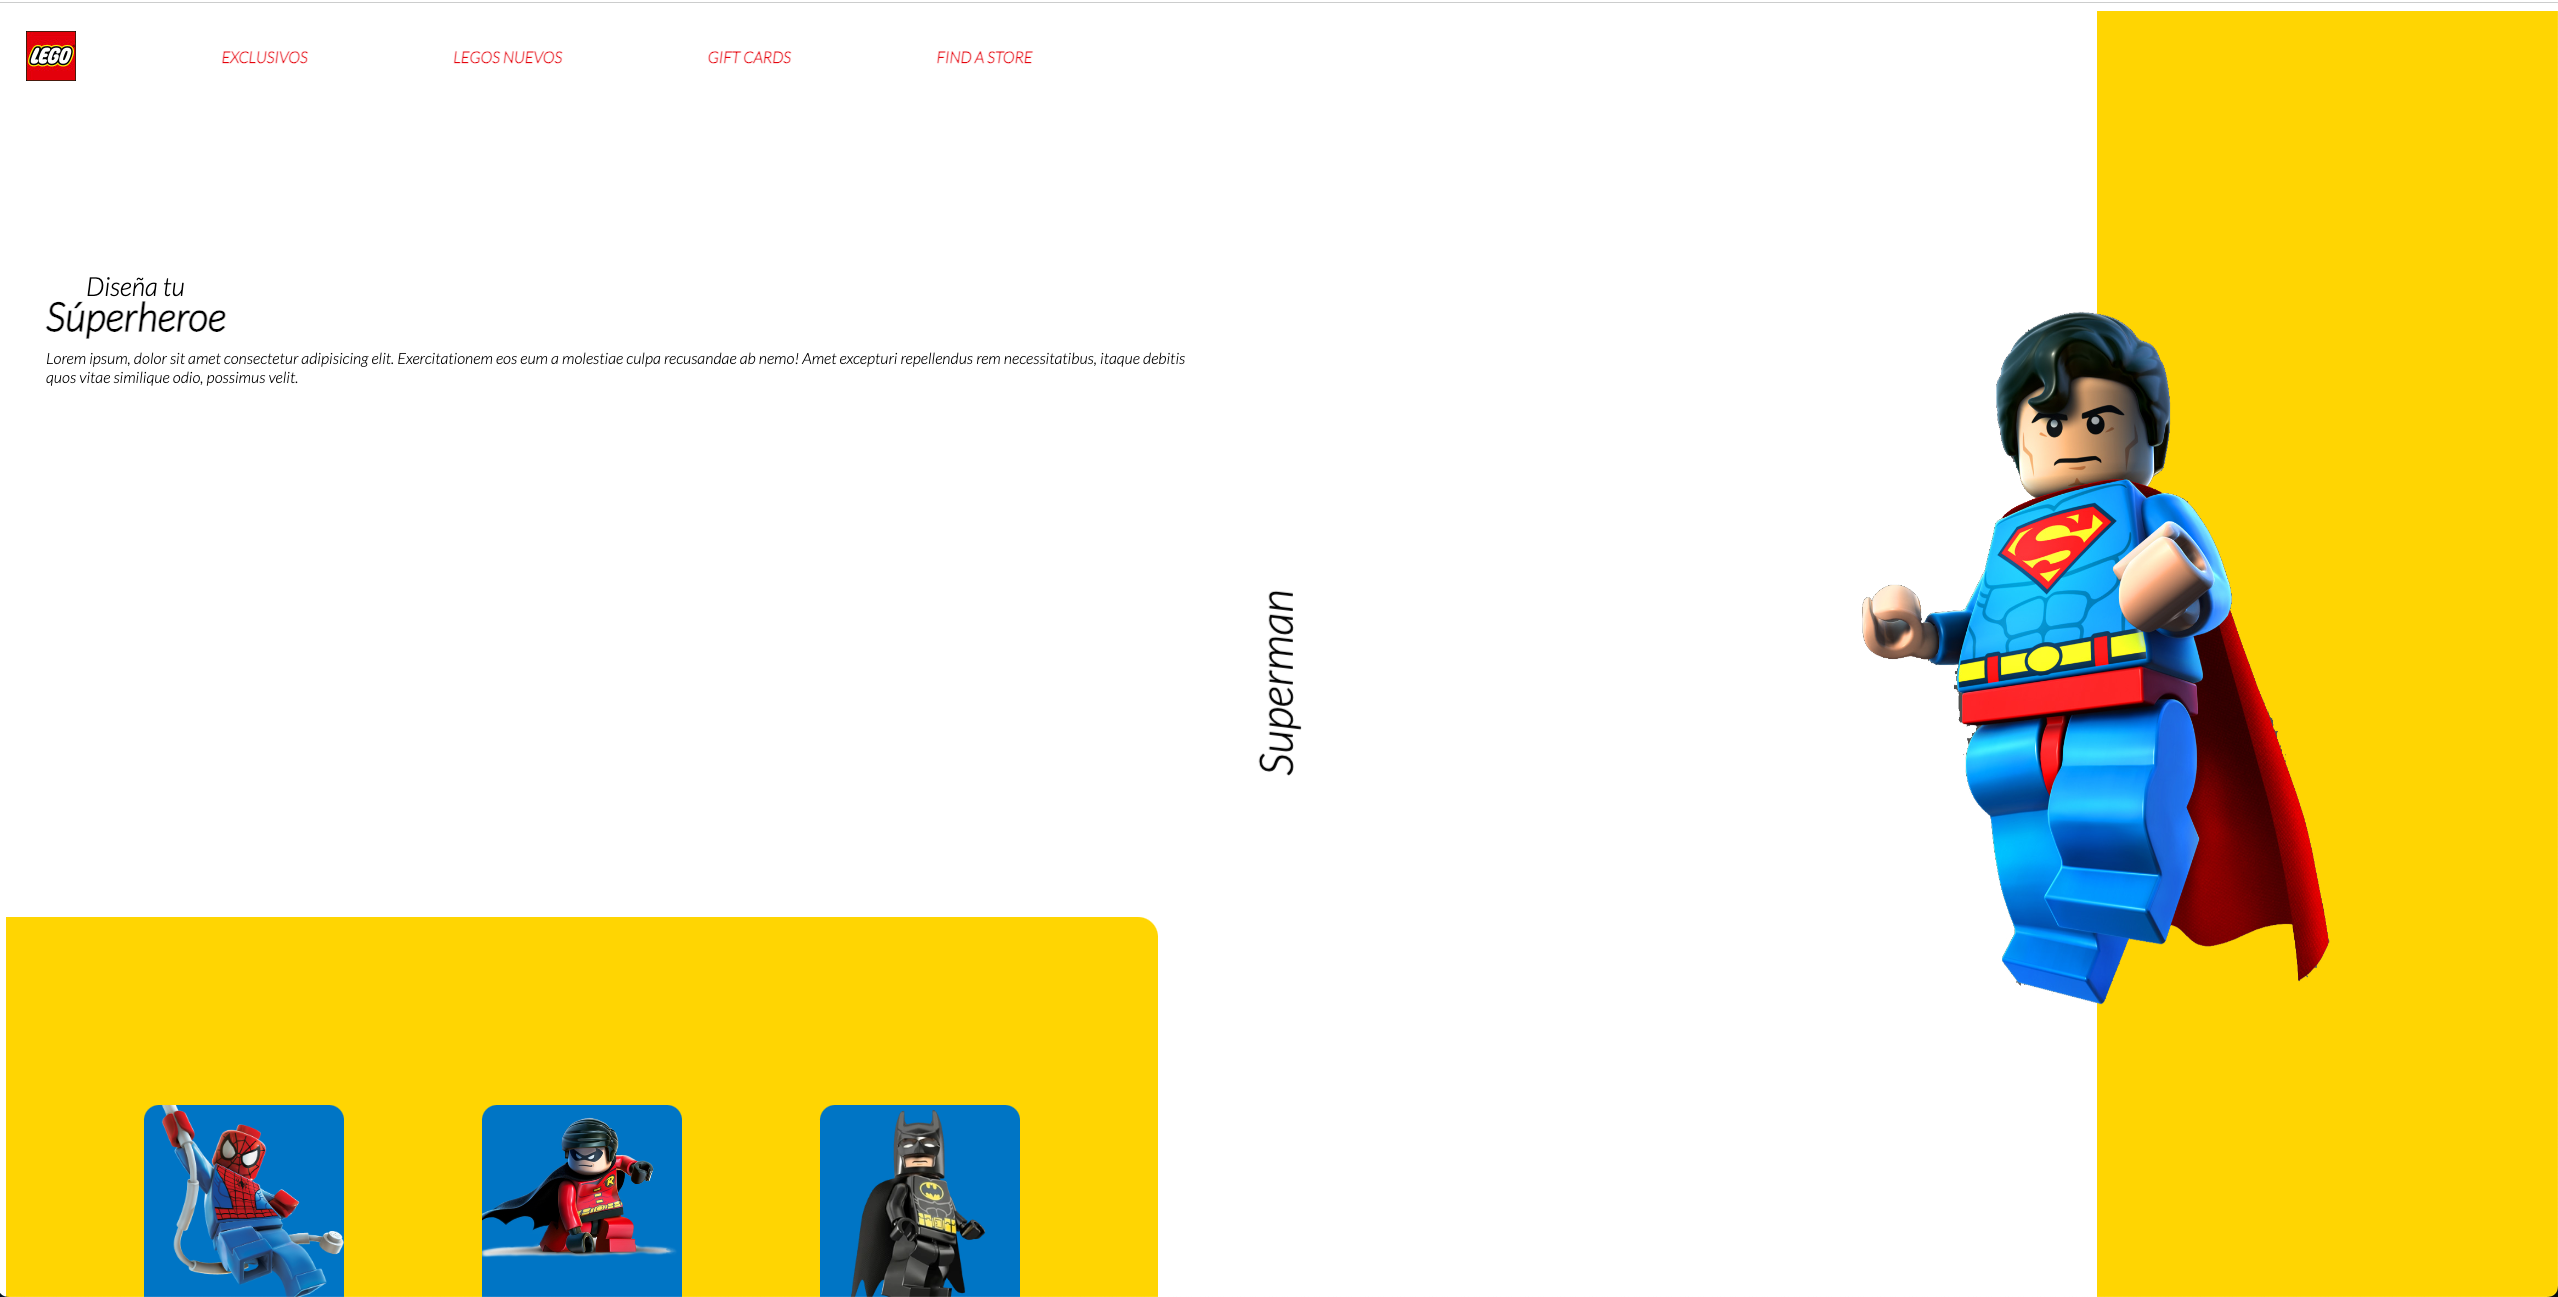 LEGO
EXCLUSIVOS
LEGOS NUEVOS
GIFT CARDS
FIND A STORE
Diseña tu
Súperheroe
Lorem ipsum, dolor sit amet consectetur adipisicing elit. Exercitationem eos eum a molestiae culpa recusandae ab nemo! Amet excepturi repellendus rem necessitatibus, itaque debitis
quos vitae similique odio, possimus velit.
Superman
S
R